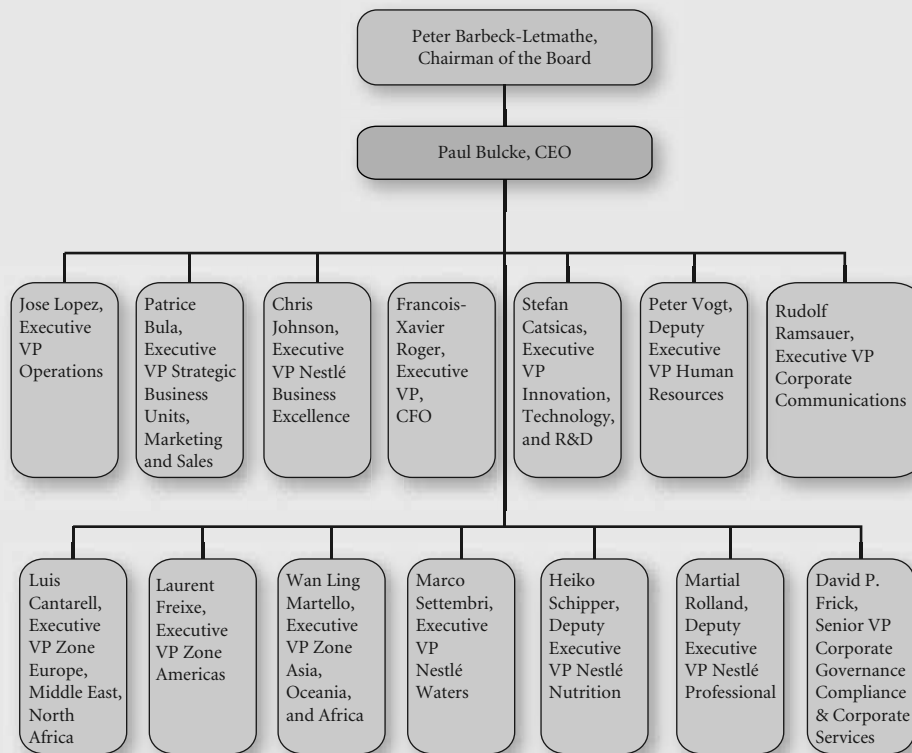 Peter Barbeck-Letmathe,
Chairman of the Board
Paul Bulcke, CEO
Jose Lopez,
Executive
VP
Operations
Patrice
Bula,
Executive
VP Strategic
Business
Units,
Marketing
and Sales
Chris
Johnson,
Executive
VP Nestlé
Business
Excellence
Francois-
Xavier
Roger,
Executive
VP,
CFO
Stefan
Catsicas,
Executive
VP
Innovation,
Technology,
and R&D
Peter Vogt,
Deputy
Executive
VP Human
Resources
Rudolf
Ramsauer,
Executive VP
Corporate
Communications
Luis
Cantarell,
Executive
VP Zone
Europe,
Middle East,
North
Africa
Laurent
Freixe,
Executive
VP Zone
Americas
Wan Ling
Martello,
Executive
VP Zone
Asia,
Oceania,
and Africa
Marco
Settembri,
Executive
VP
Nestlé
Waters
Heiko
Schipper,
Deputy
Executive
VP Nestlé
Nutrition
Martial
Rolland,
Deputy
Executive
VP Nestlé
Professional
David P.
Frick,
Senior VP
Corporate
Governance
Compliance
& Corporate
Services